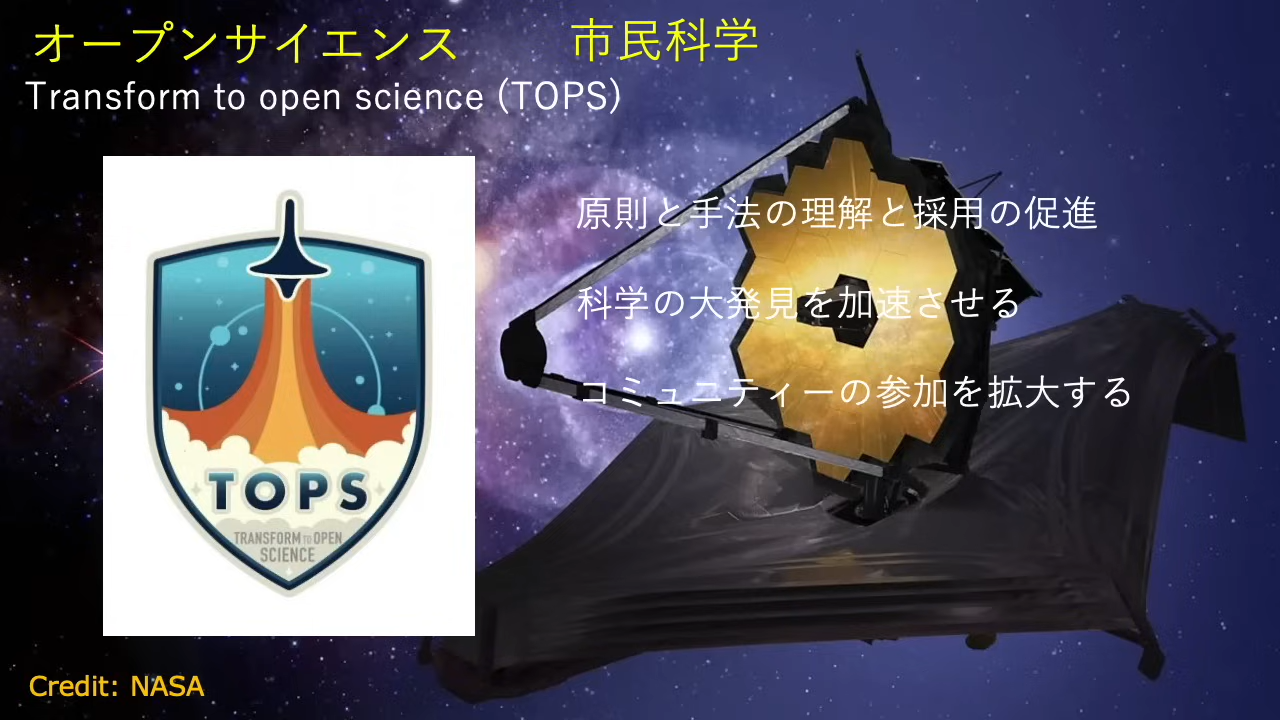 オープンサイエンス　市民科学
Transform to open science (TOPS)
原則と手法の理解と採用の促進
科学の大発見を加速させる
コミュニティーの参加を拡大する
TOPS
TRANSFORM TO OPEN
SCIENCE
Credit: NASA